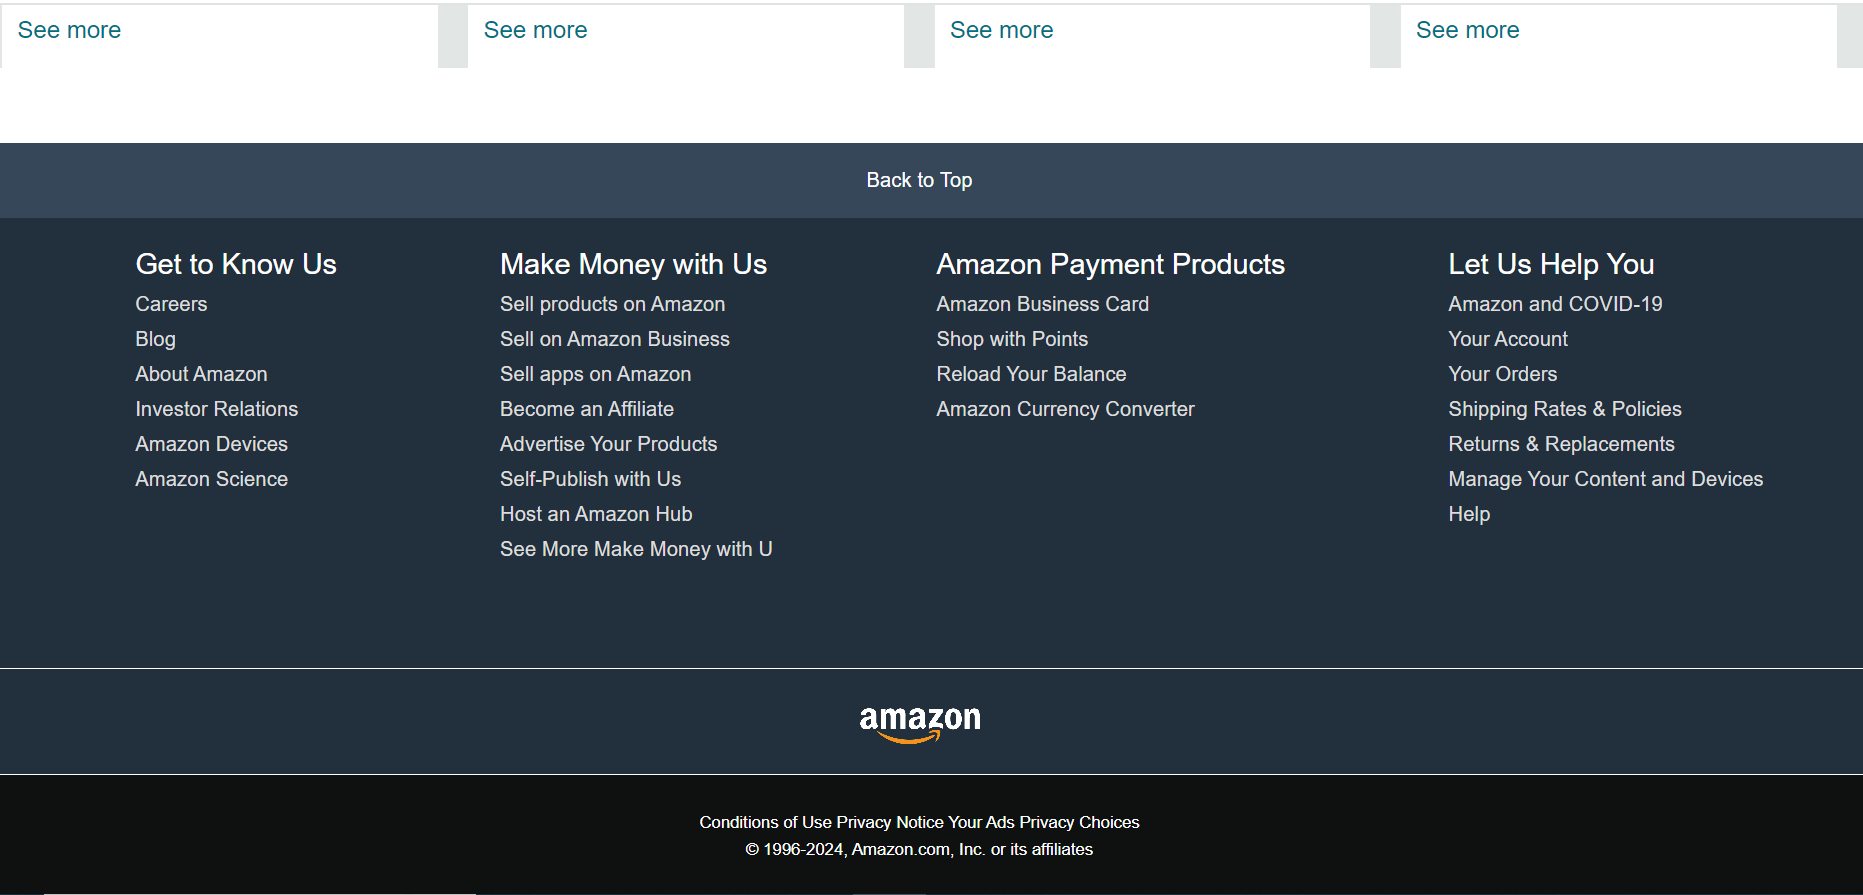 See more
See more
See more
See more
Back to Top
Get to Know Us
Careers
Blog
About Amazon
Investor Relations
Amazon Devices
Amazon Science
Make Money with Us
Sell products on Amazon
Sell on Amazon Business
Sell apps on Amazon
Become an Affiliate
Advertise Your Products
Self-Publish with Us
Host an Amazon Hub
See More Make Money with U
Amazon Payment Products
Amazon Business Card
Shop with Points
Reload Your Balance
Amazon Currency Converter
Let Us Help You
Amazon and COVID-19
Your Account
Your Orders
Shipping Rates & Policies
Returns & Replacements
Manage Your Content and Devices
Help
amazon
Conditions of Use Privacy Notice Your Ads Privacy Choices
© 1996-2024, Amazon.com, Inc. or its affiliates